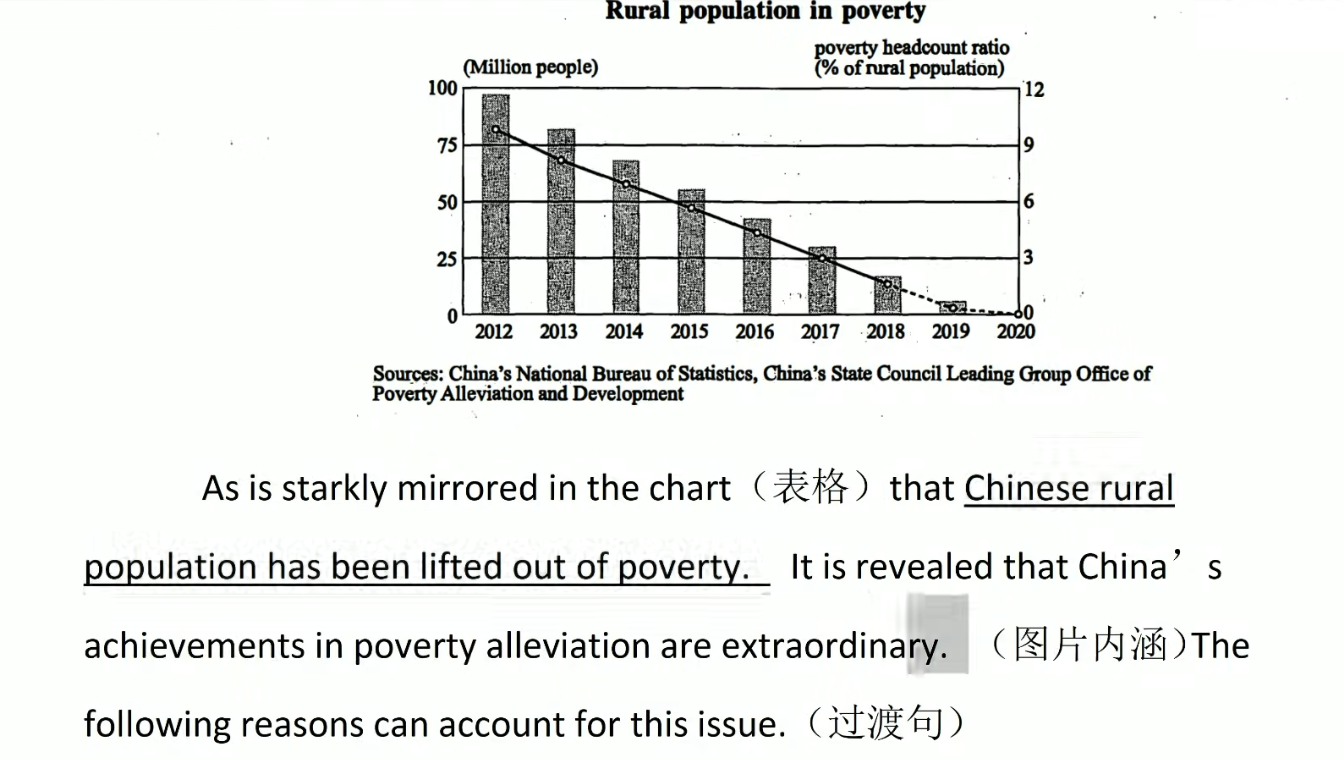 Rural population in poverty
poverty headcount ratio
(Million people) (% of rural population)
100 12
75 9
50 6
25 3
0 0
2012 2013 2014 2015 2016 2017 2018 2019 2020
Sources: China's National Bureau of Statistics, China's State Council Leading Group Office of
Poverty Alleviation and Development
As is starkly mirrored in the chart（表格）that Chinese rural
population has been lifted out of poverty. It is revealed that China’s
achievements in poverty alleviation are extraordinary. （图片内涵)The
following reasons can account for this issue.（过渡句）